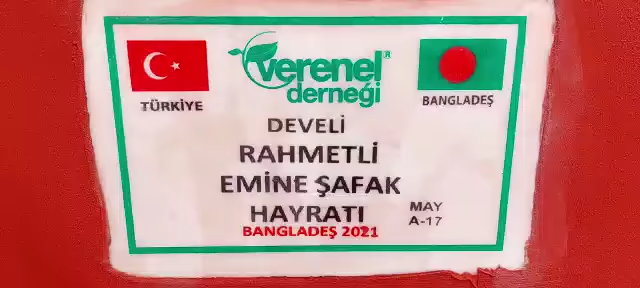 verenel®
derneği
TÜRKİYE
BANGLADEŞ
DEVELİ
RAHMETLİ
EMİNE ŞAFAK
HAYRATI
MAY
A-17
BANGLADEŞ 2021